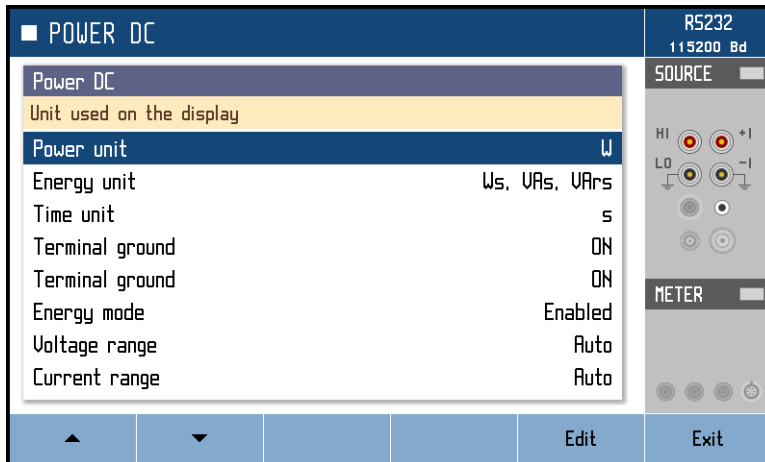 POWER DC
RS232
115200 Bd
Power DC
Unit used on the display
Power unit W
Energy unit Ws, VAs, VArs
Time unit s
Terminal ground ON
Terminal ground ON
Energy mode Enabled
Voltage range Auto
Current range Auto
SOURCE
HI +I
LO -I
METER
Edit
Exit